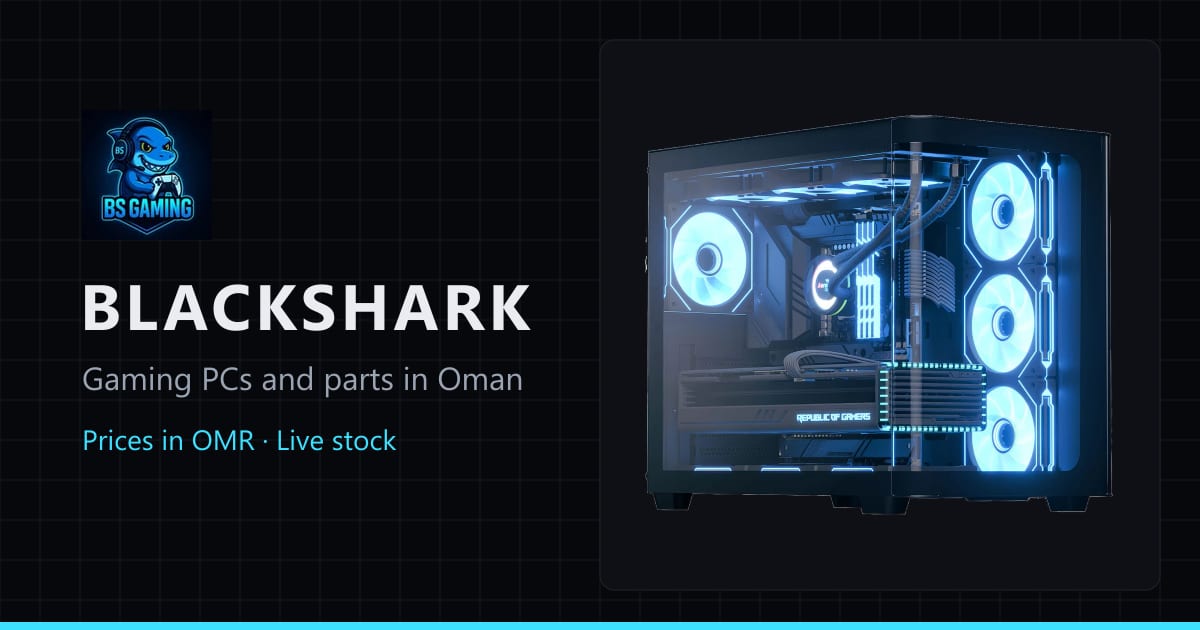 BS
BS GAMING
BLACKSHARK
Gaming PCs and parts in Oman
Prices in OMR · Live stock
REPUBLIC OF GAMERS